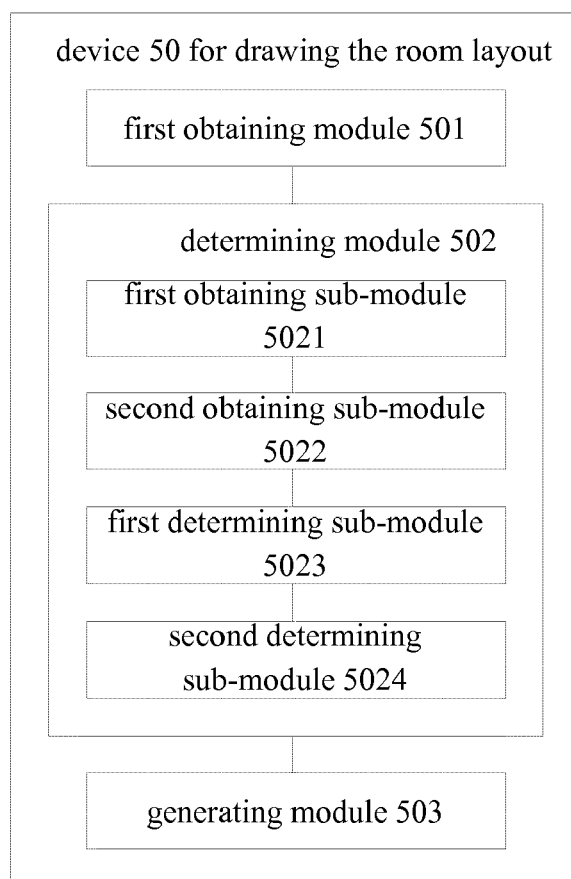 device 50 for drawing the room layout
first obtaining module 501
determining module 502
first obtaining sub-module
5021
second obtaining sub-module
5022
first determining sub-module
5023
second determining
sub-module 5024
generating module 503